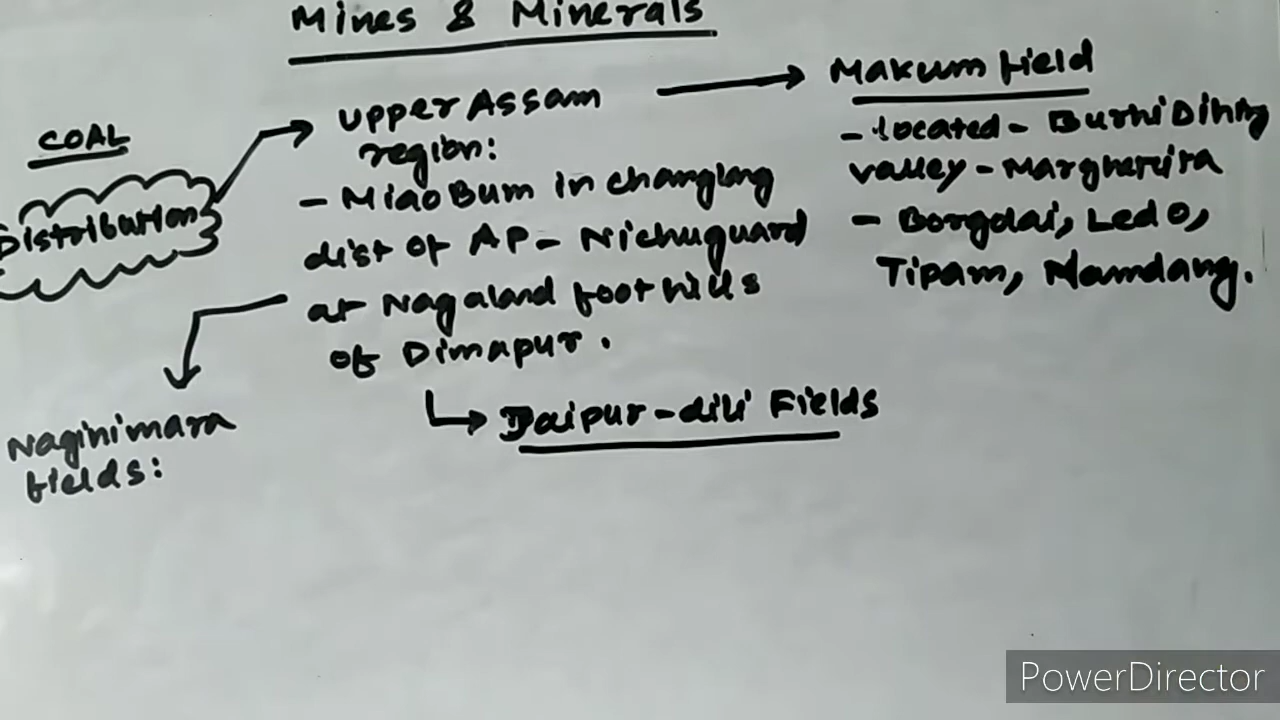 Mines & Minerals
COAL
Distribution
Upper Assam
region:
- Miao Bum in changlang
dist of AP - Nichuguard
at Nagaland foothills
of Dimapur.
Makum Field
- located - Burhi Dihing
valley - Margherita
- Borgolai, Ledo,
Tipam, Namdang.
Jaipur-dili Fields
Naginimara
fields:
PowerDirector